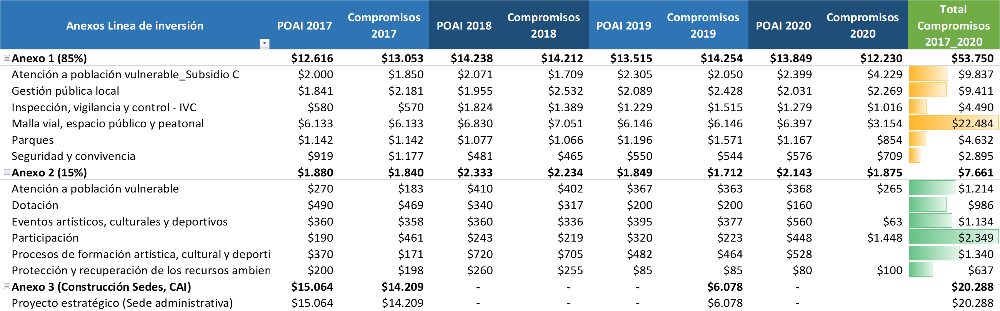 Anexos Linea de inversión POAI 2017 Compromisos 2017 POAI 2018 Compromisos 2018 POAI 2019 Compromisos 2019 POAI 2020 Compromisos 2020 Total Compromisos 2017_2020
Anexo 1 (85%) $12.616 $13.053 $14.238 $14.212 $13.515 $14.254 $13.849 $12.230 $53.750
Atención a población vulnerable_Subsidio C $2.000 $1.850 $2.071 $1.709 $2.305 $2.050 $2.399 $4.229 $9.837
Gestión pública local $1.841 $2.181 $1.955 $2.532 $2.089 $2.428 $2.031 $2.269 $9.411
Inspección, vigilancia y control - IVC $580 $570 $1.824 $1.389 $1.229 $1.515 $1.279 $1.016 $4.490
Malla vial, espacio público y peatonal $6.133 $6.133 $6.830 $7.051 $6.146 $6.146 $6.397 $3.154 $22.484
Parques $1.142 $1.142 $1.077 $1.066 $1.196 $1.571 $1.167 $854 $4.632
Seguridad y convivencia $919 $1.177 $481 $465 $550 $544 $576 $709 $2.895
Anexo 2 (15%) $1.880 $1.840 $2.333 $2.234 $1.849 $1.712 $2.143 $1.875 $7.661
Atención a población vulnerable $270 $183 $410 $402 $367 $363 $368 $265 $1.214
Dotación $490 $469 $340 $317 $200 $200 $160 $986
Eventos artísticos, culturales y deportivos $360 $358 $360 $336 $395 $377 $560 $63 $1.134
Participación $190 $461 $243 $219 $320 $223 $448 $1.448 $2.349
Procesos de formación artística, cultural y deporti $370 $171 $720 $705 $482 $464 $528 $1.340
Protección y recuperación de los recursos ambien $200 $198 $260 $255 $85 $85 $80 $100 $637
Anexo 3 (Construcción Sedes, CAI) $15.064 $14.209 - - - $6.078 - $20.288
Proyecto estratégico (Sede administrativa) $15.064 $14.209 - - - $6.078 - $20.288